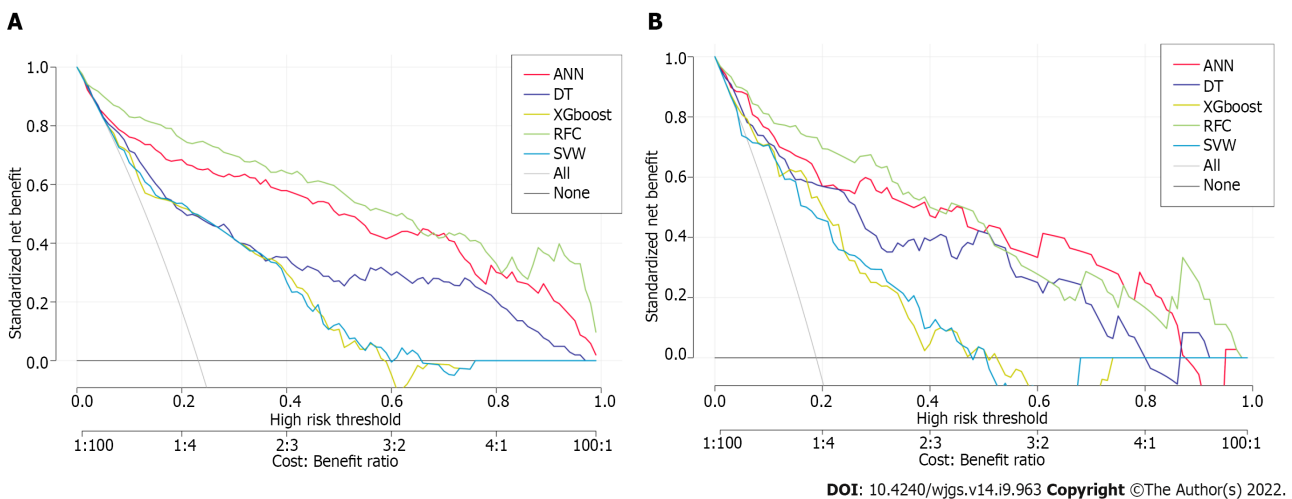 A
Standardized net benefit
1.0
0.8
0.6
0.4
0.2
0.0
ANN
DT
XGboost
RFC
SVW
All
None
0.0 0.2 0.4 0.6 0.8 1.0
High risk threshold
1:100 1:4 2:3 3:2 4:1 100:1
Cost: Benefit ratio
B
Standardized net benefit
1.0
0.8
0.6
0.4
0.2
0.0
ANN
DT
XGboost
RFC
SVW
All
None
0.0 0.2 0.4 0.6 0.8 1.0
High risk threshold
1:100 1:4 2:3 3:2 4:1 100:1
Cost: Benefit ratio
DOI: 10.4240/wjgs.v14.i9.963 Copyright ©The Author(s) 2022.